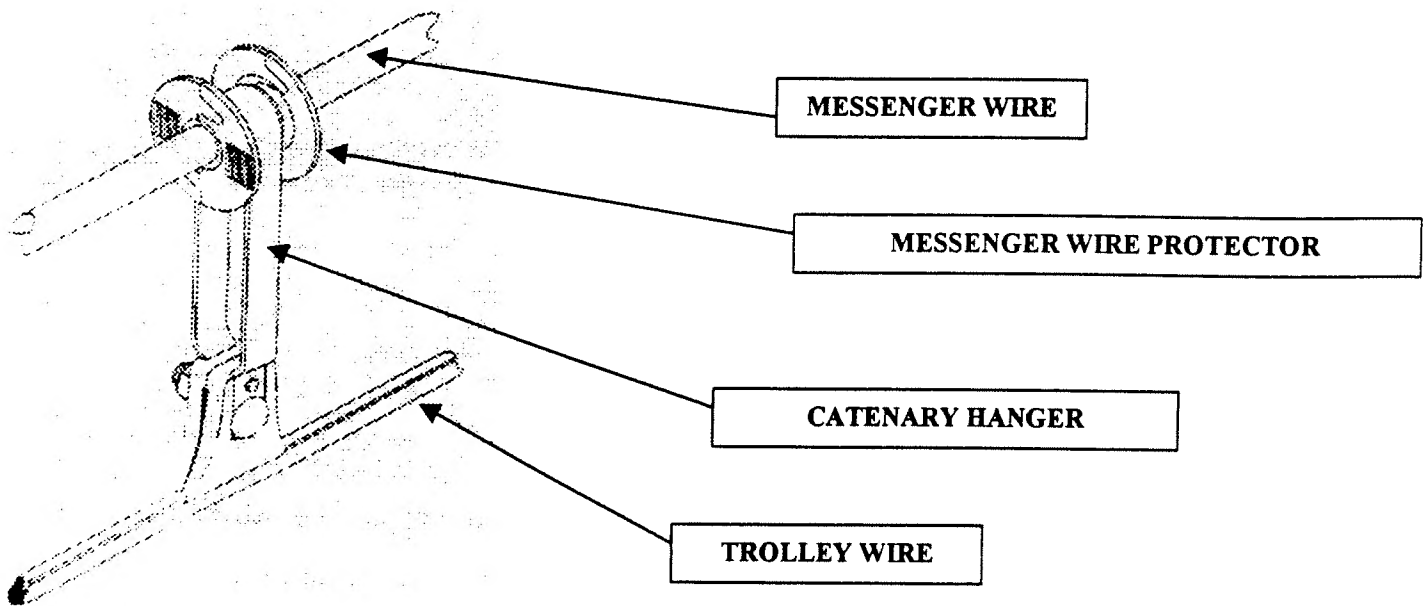 MESSENGER WIRE
MESSENGER WIRE PROTECTOR
CATENARY HANGER
TROLLEY WIRE